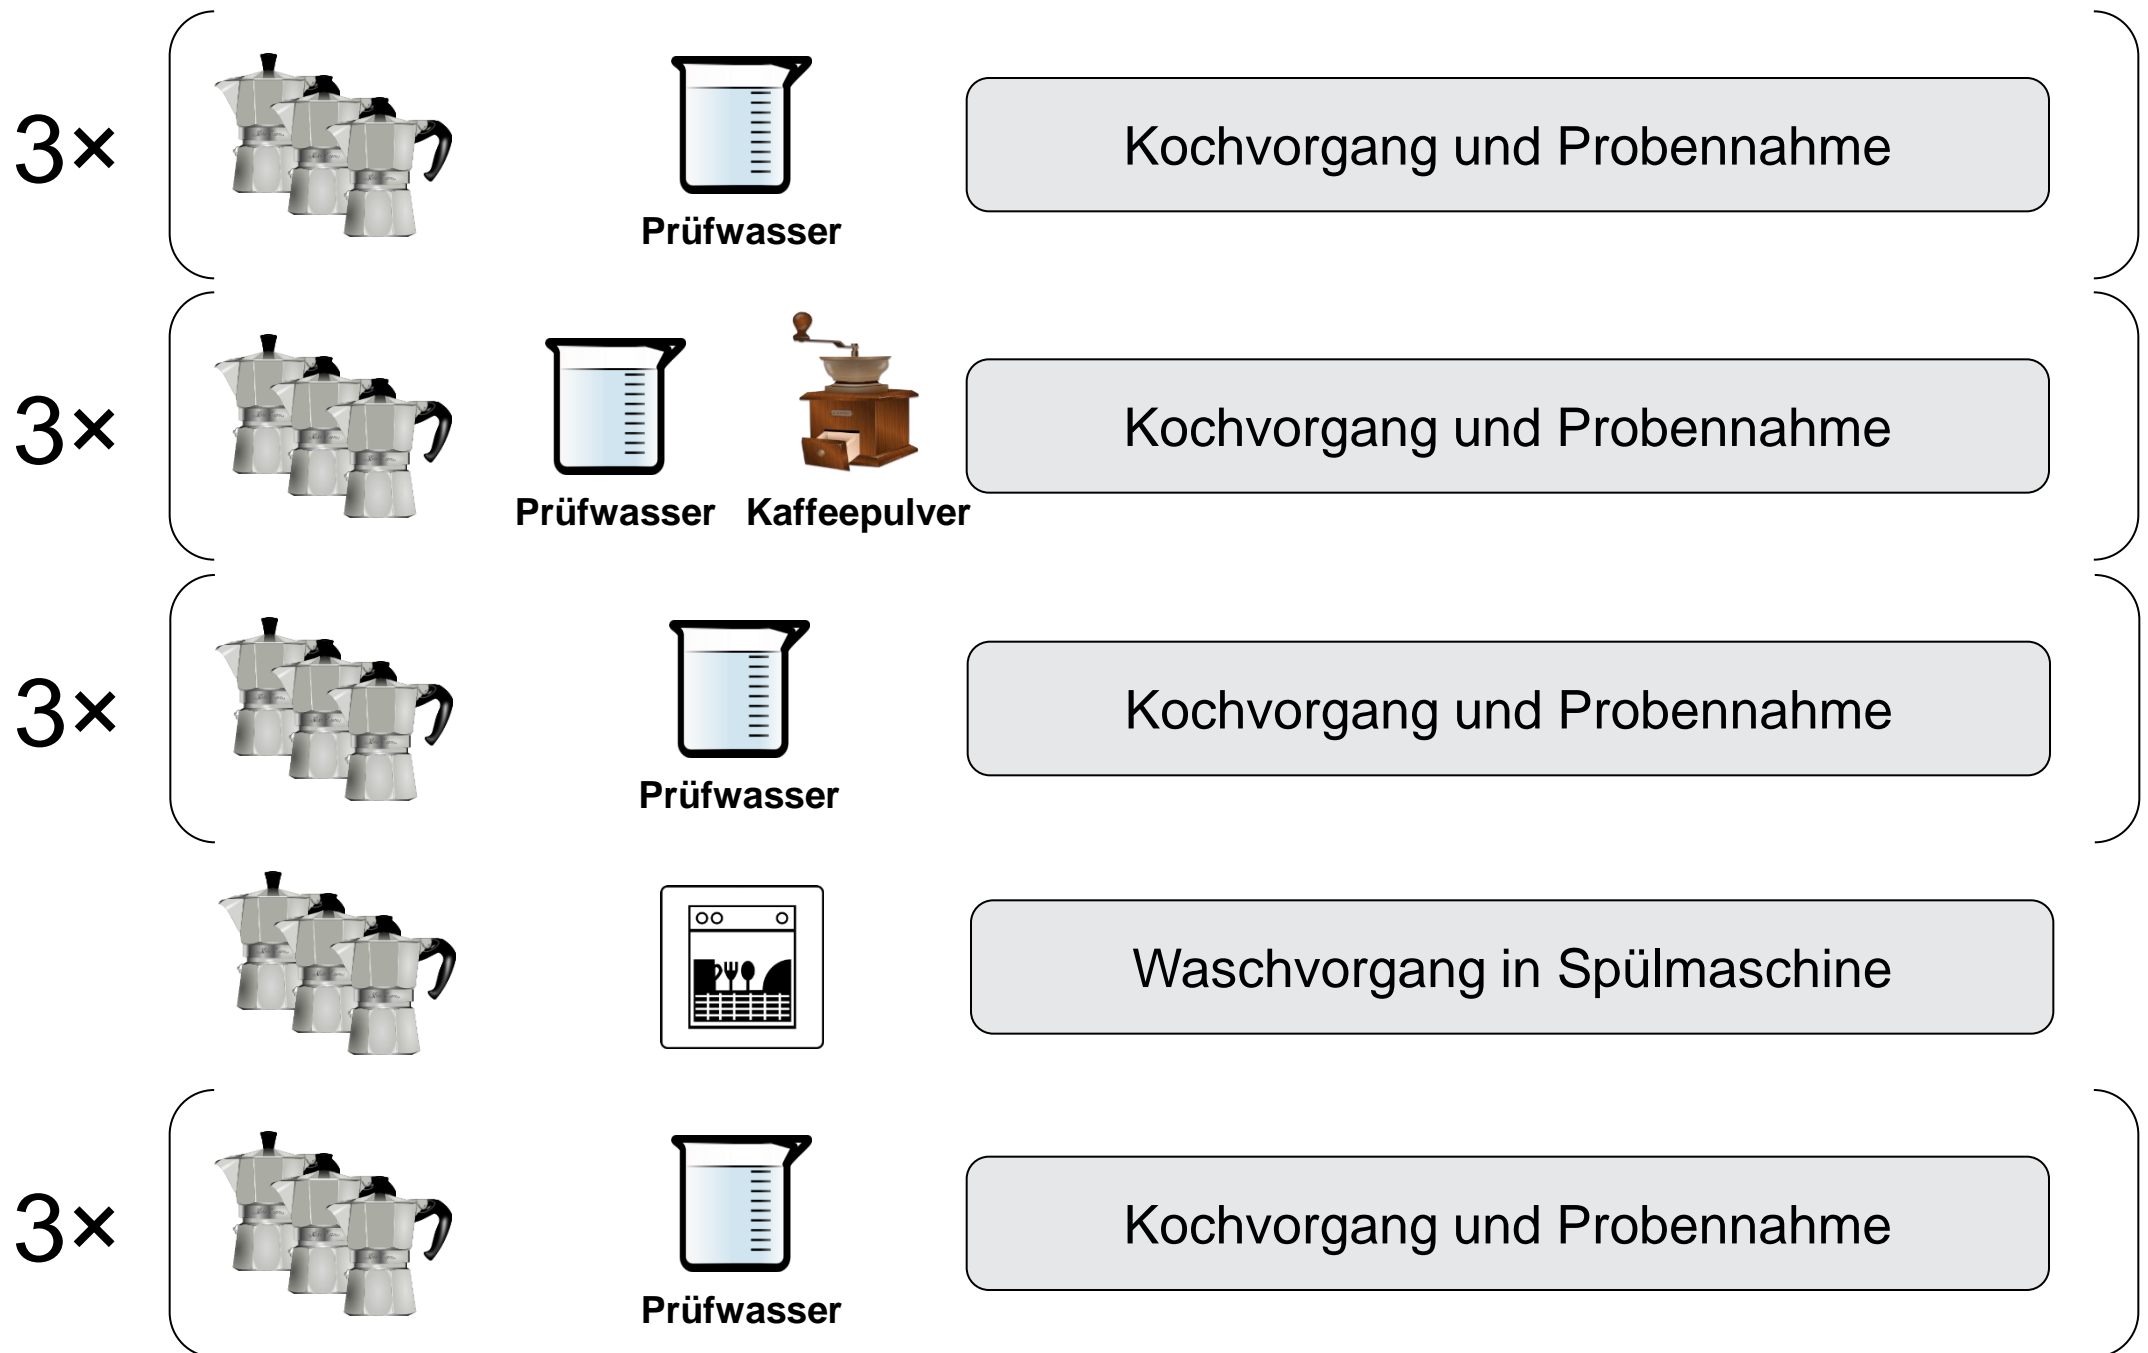 3×
Prüfwasser
Kochvorgang und Probennahme
3×
Prüfwasser Kaffeepulver
Kochvorgang und Probennahme
3×
Prüfwasser
Kochvorgang und Probennahme
Waschvorgang in Spülmaschine
3×
Prüfwasser
Kochvorgang und Probennahme